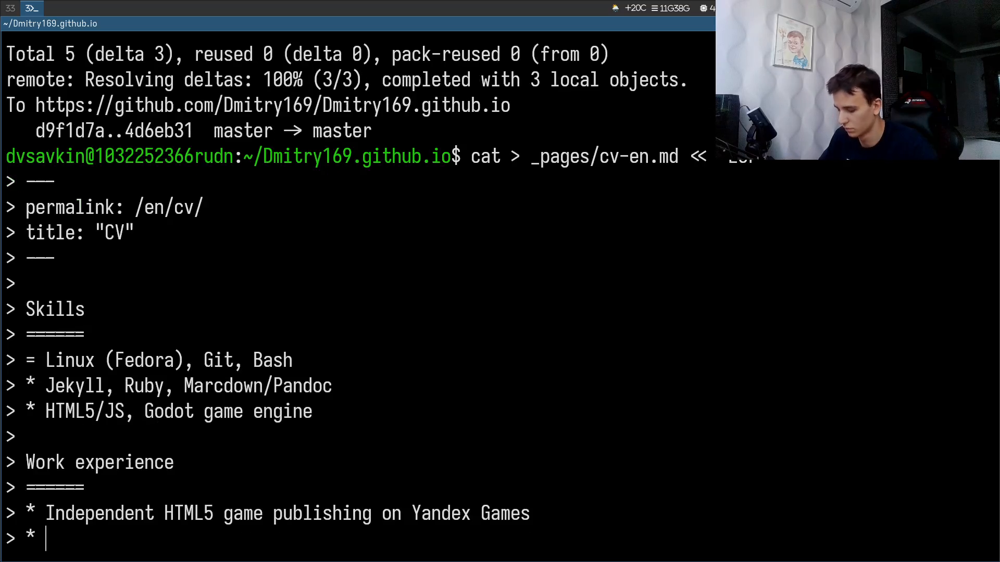 33 3>_ +20C 11G38G 4
~/Dmitry169.github.io
Total 5 (delta 3), reused 0 (delta 0), pack-reused 0 (from 0)
remote: Resolving deltas: 100% (3/3), completed with 3 local objects.
To https://github.com/Dmitry169/Dmitry169.github.io
d9f1d7a..4d6eb31 master -> master
dvsavkin@1032252366rudn:~/Dmitry169.github.io$ cat > _pages/cv-en.md <<
> ---
> permalink: /en/cv/
> title: "CV"
> ---
>
> Skills
> ======
> = Linux (Fedora), Git, Bash
> * Jekyll, Ruby, Marcdown/Pandoc
> * HTML5/JS, Godot game engine
>
> Work experience
> ======
> * Independent HTML5 game publishing on Yandex Games
> *